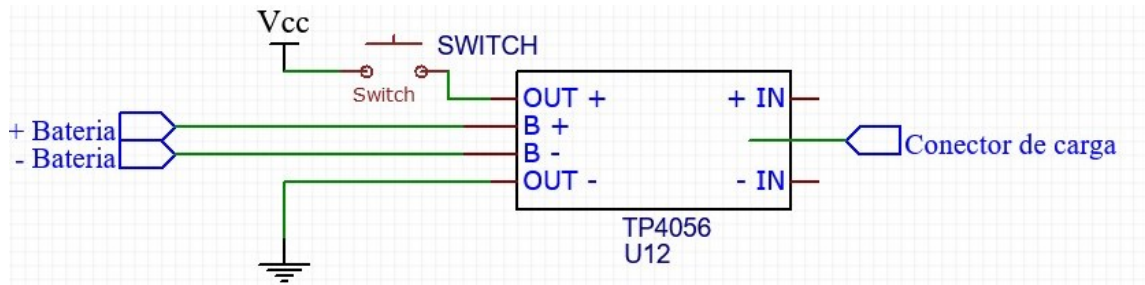 Vcc
SWITCH
Switch
OUT +
+ IN
+ Bateria
B +
- Bateria
B -
Conector de carga
OUT -
- IN
TP4056
U12